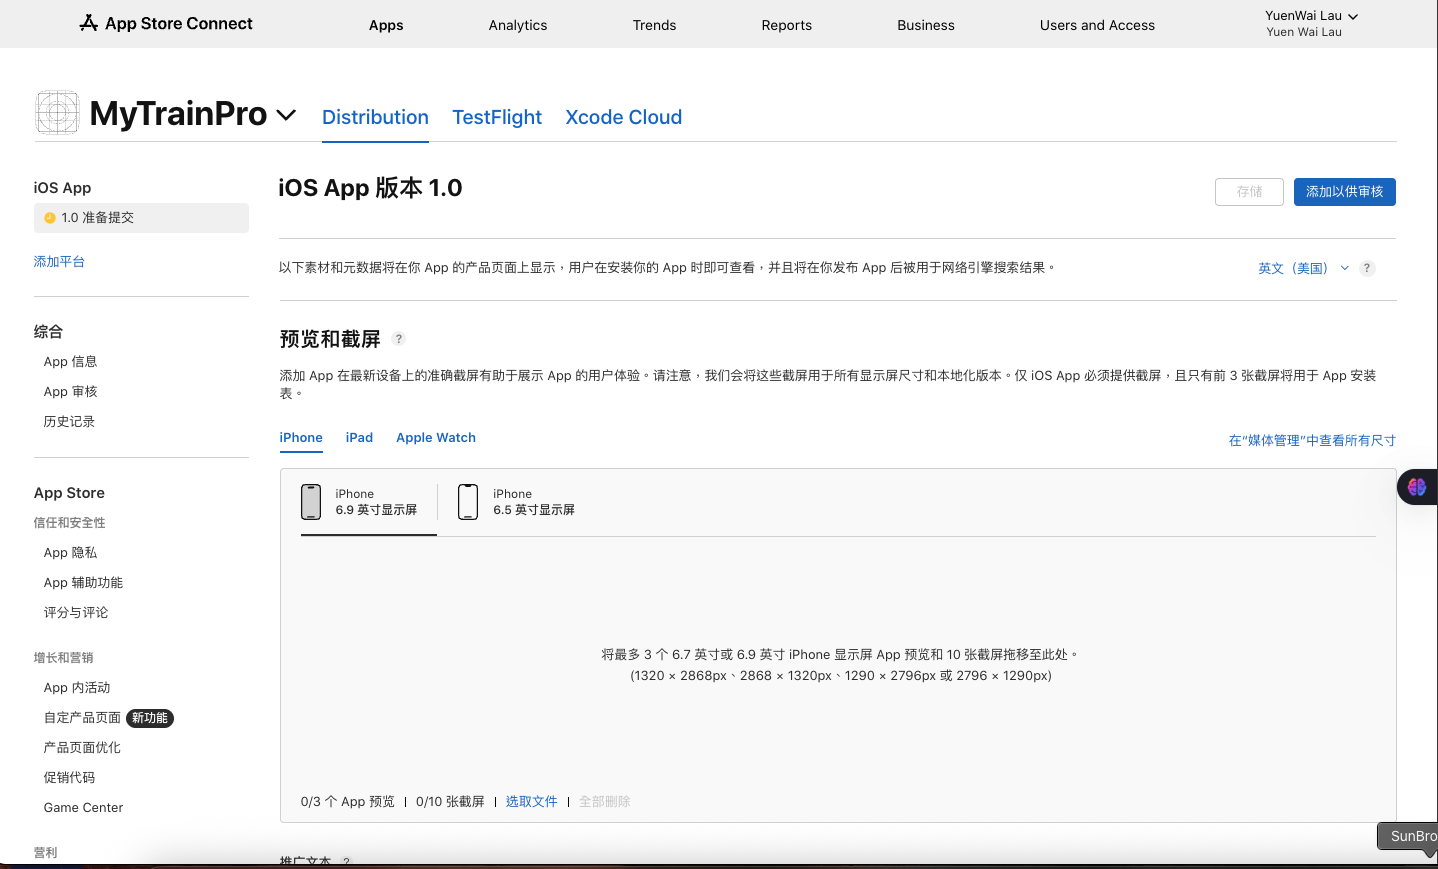 App Store Connect
Apps
Analytics
Trends
Reports
Business
Users and Access
YuenWai Lau
Yuen Wai Lau
MyTrainPro
Distribution
TestFlight
Xcode Cloud
iOS App
1.0 准备提交
添加平台
综合
App 信息
App 审核
历史记录
App Store
信任和安全性
App 隐私
App 辅助功能
评分与评论
增长和营销
App 内活动
自定产品页面 新功能
产品页面优化
促销代码
Game Center
营利
iOS App 版本 1.0
存储
添加以供审核
以下素材和元数据将在你 App 的产品页面上显示，用户在安装你的 App 时即可查看，并且将在你发布 App 后被用于网络引擎搜索结果。
英文（美国）
?
预览和截屏 ?
添加 App 在最新设备上的准确截屏有助于展示 App 的用户体验。请注意，我们会将这些截屏用于所有显示屏尺寸和本地化版本。仅 iOS App 必须提供截屏，且只有前 3 张截屏将用于 App 安装
表。
iPhone
iPad
Apple Watch
在“媒体管理”中查看所有尺寸
iPhone
6.9 英寸显示屏
iPhone
6.5 英寸显示屏
将最多 3 个 6.7 英寸或 6.9 英寸 iPhone 显示屏 App 预览和 10 张截屏拖移至此处。
(1320 × 2868px、2868 × 1320px、1290 × 2796px 或 2796 × 1290px)
0/3 个 App 预览 | 0/10 张截屏 | 选取文件 | 全部删除
推广文本 ?
SunBro